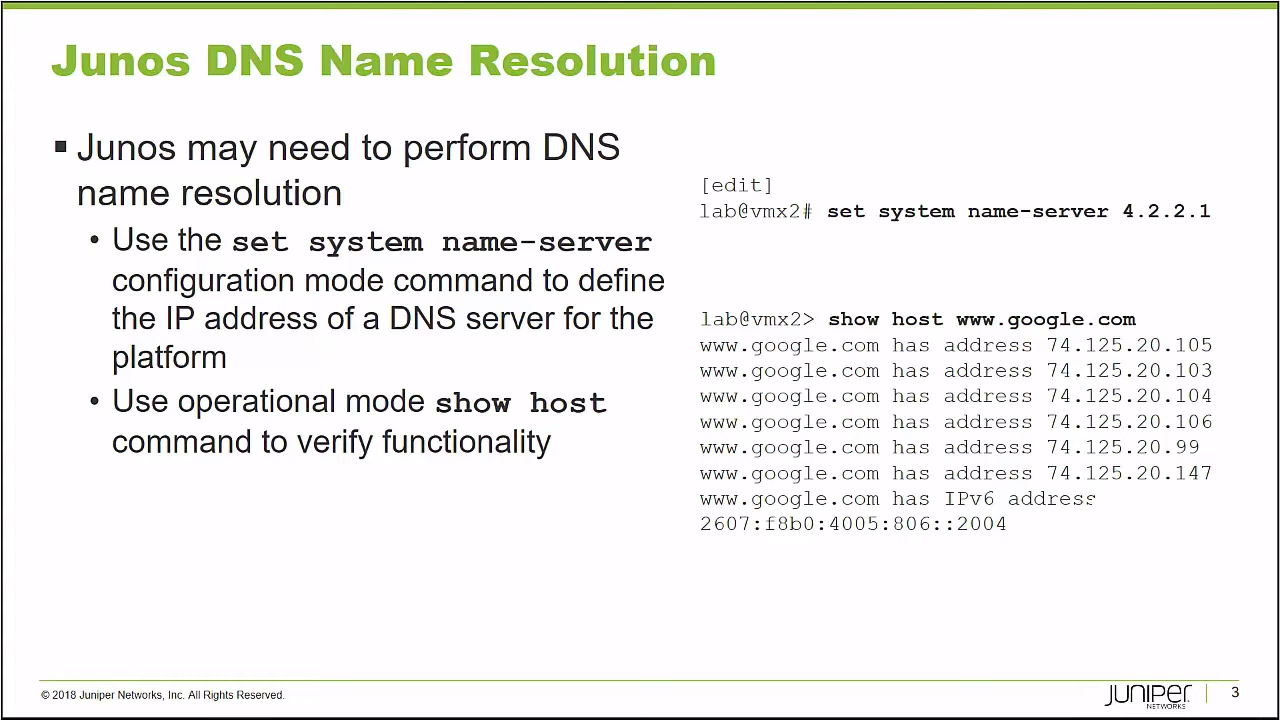 Junos DNS Name Resolution
▪ Junos may need to perform DNS
name resolution
• Use the set system name-server
configuration mode command to define
the IP address of a DNS server for the
platform
• Use operational mode show host
command to verify functionality
[edit]
lab@vmx2# set system name-server 4.2.2.1
lab@vmx2> show host www.google.com
www.google.com has address 74.125.20.105
www.google.com has address 74.125.20.103
www.google.com has address 74.125.20.104
www.google.com has address 74.125.20.106
www.google.com has address 74.125.20.99
www.google.com has address 74.125.20.147
www.google.com has IPv6 address
2607:f8b0:4005:806::2004
© 2018 Juniper Networks, Inc. All Rights Reserved.
JUNIPER
NETWORKS
3